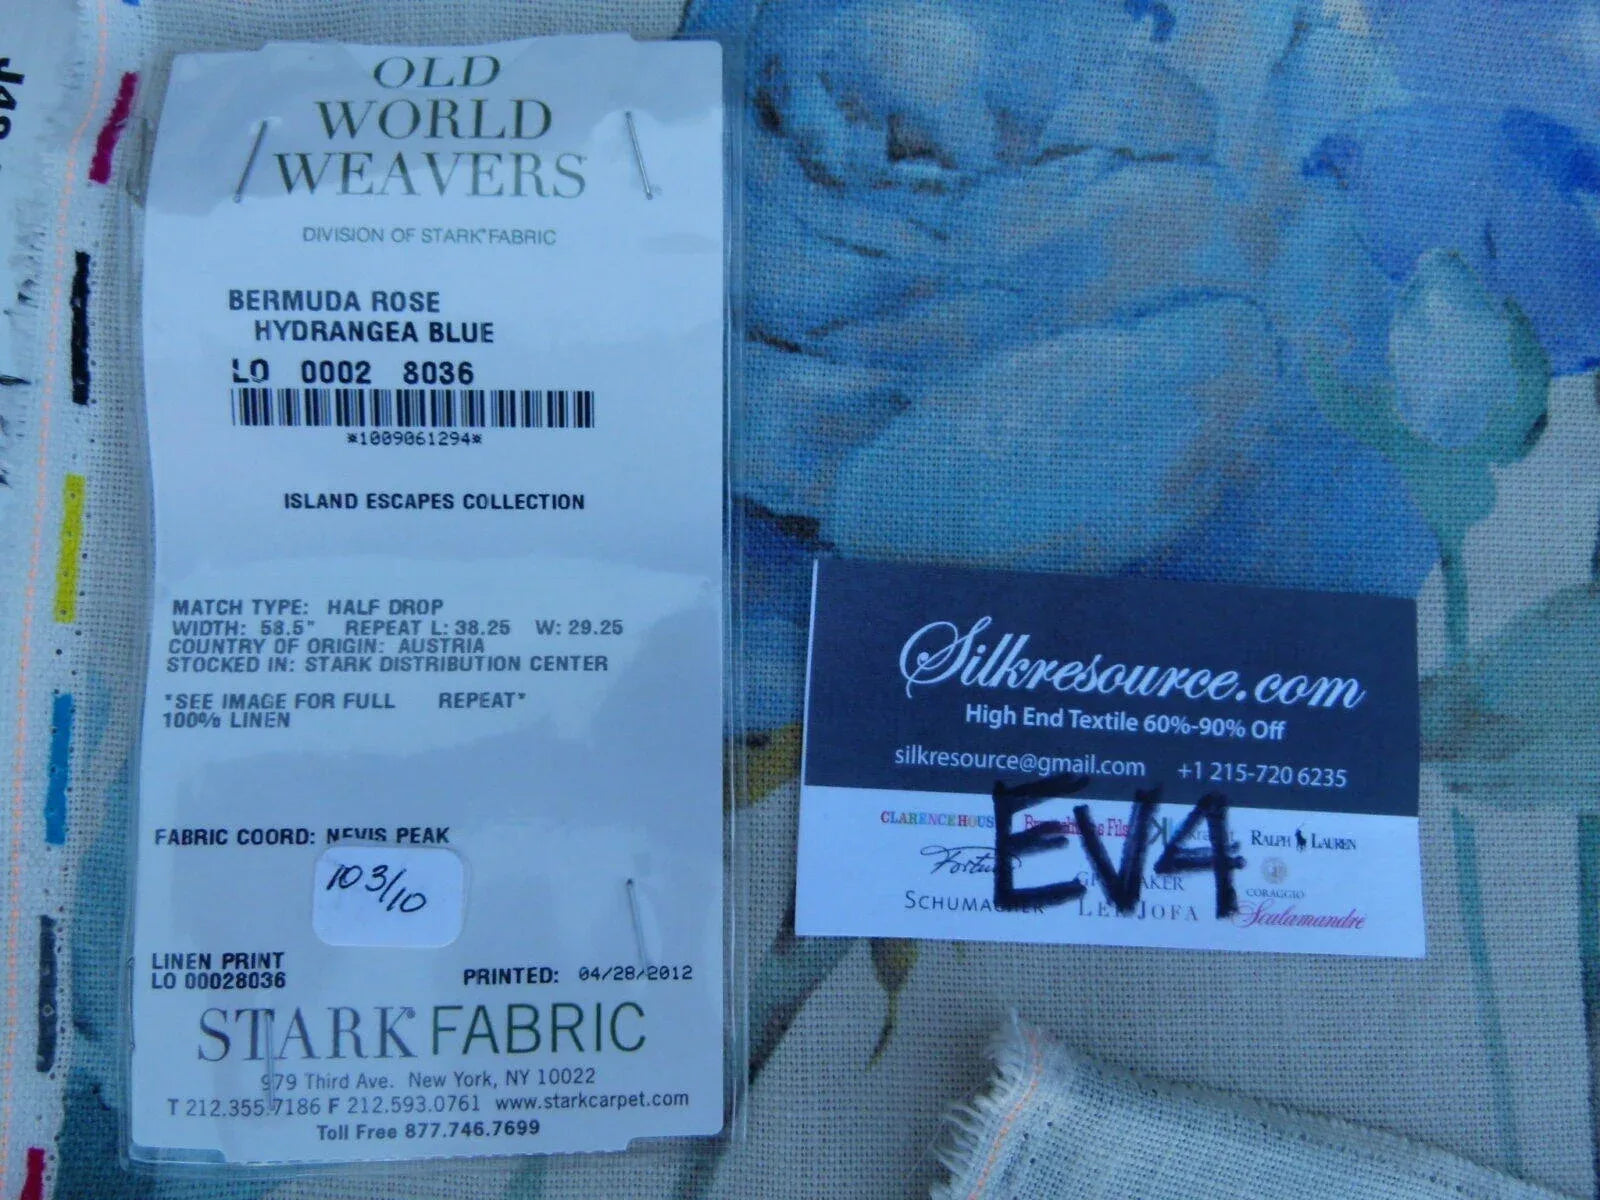 OLD
WORLD
WEAVERS
DIVISION OF STARK FABRIC
BERMUDA ROSE
HYDRANGEA BLUE
LO 0002 8036
*1009061294*
ISLAND ESCAPES COLLECTION
MATCH TYPE: HALF DROP
WIDTH: 58.5" REPEAT L: 38.25 W: 29.25
COUNTRY OF ORIGIN: AUSTRIA
STOCKED IN: STARK DISTRIBUTION CENTER
*SEE IMAGE FOR FULL REPEAT*
100% LINEN
FABRIC COORD: NEVIS PEAK
103/10
LINEN PRINT
LO 00028036 PRINTED: 04/28/2012
STARK FABRIC
979 Third Ave. New York, NY 10022
T 212.355.7186 F 212.593.0761 www.starkcarpet.com
Toll Free 877.746.7699
Silkresource.com
High End Textile 60%-90% Off
silkresource@gmail.com +1 215-720 6235
EVA
RALPH LAUREN
CORAGGIO
SCHUMACHER LEE JOFA Scalamandré